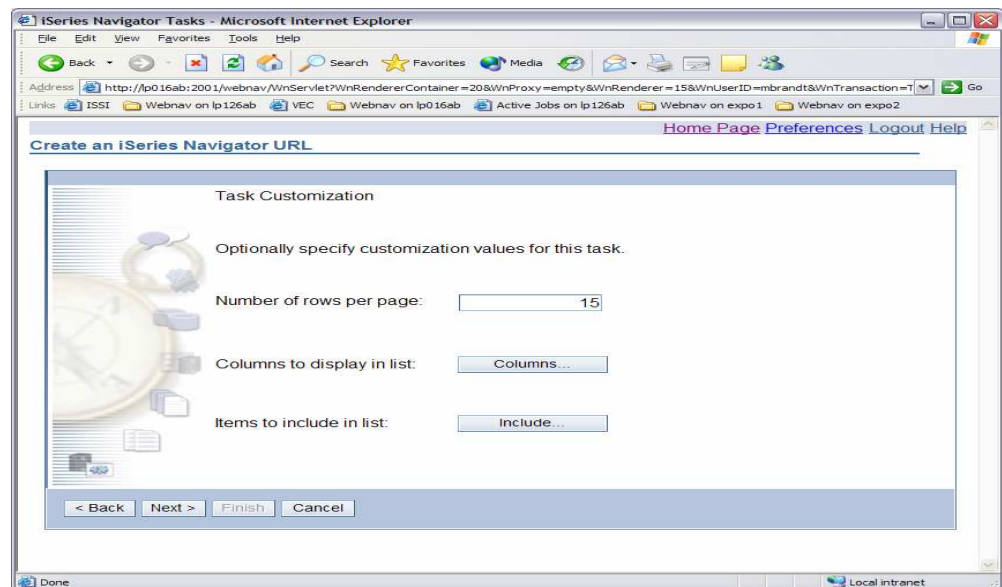 iSeries Navigator Tasks - Microsoft Internet Explorer
File Edit View Favorites Tools Help
Back Search Favorites Media
Address http://lp016ab:2001/webnav/WnServlet?WnRendererContainer=20&WnProxy=empty&WnRenderer=15&WnUserID=mbrandt&WnTransaction=T Go
Links ISSI Webnav on lp126ab VEC Webnav on lp016ab Active Jobs on lp126ab Webnav on expo1 Webnav on expo2
Home Page Preferences Logout Help
Create an iSeries Navigator URL
Task Customization
Optionally specify customization values for this task.
Number of rows per page: 15
Columns to display in list: Columns...
Items to include in list: Include...
< Back Next > Finish Cancel
Done Local intranet